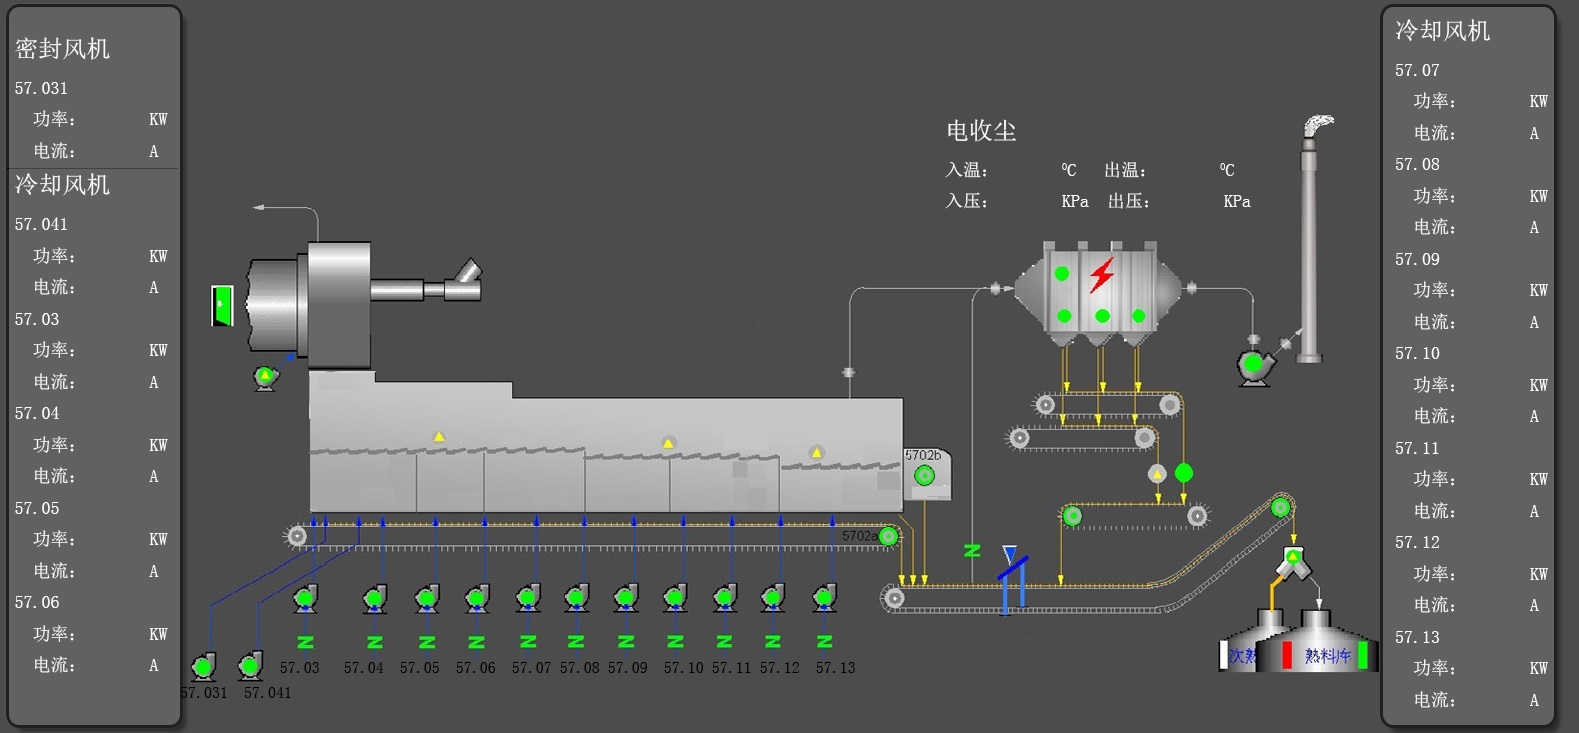 密封风机
57.031
功率: KW
电流: A
冷却风机
57.041
功率: KW
电流: A
57.03
功率: KW
电流: A
57.04
功率: KW
电流: A
57.05
功率: KW
电流: A
57.06
功率: KW
电流: A
电收尘
入温: ⁰C 出温: ⁰C
入压: KPa 出压: KPa
5702b
5702a
N
N N N N N N N N N N N
57.03 57.04 57.05 57.06 57.07 57.08 57.09 57.10 57.11 57.12 57.13
57.031 57.041
次熟 熟料库
冷却风机
57.07
功率: KW
电流: A
57.08
功率: KW
电流: A
57.09
功率: KW
电流: A
57.10
功率: KW
电流: A
57.11
功率: KW
电流: A
57.12
功率: KW
电流: A
57.13
功率: KW
电流: A